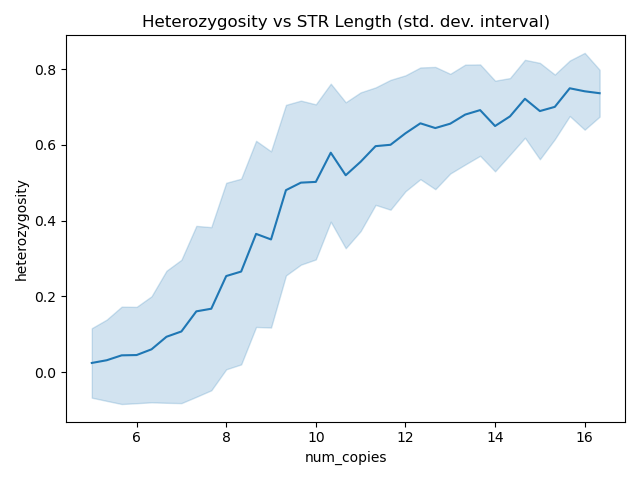 Heterozygosity vs STR Length (std. dev. interval)
heterozygosity
0.8
0.6
0.4
0.2
0.0
6 8 10 12 14 16
num_copies